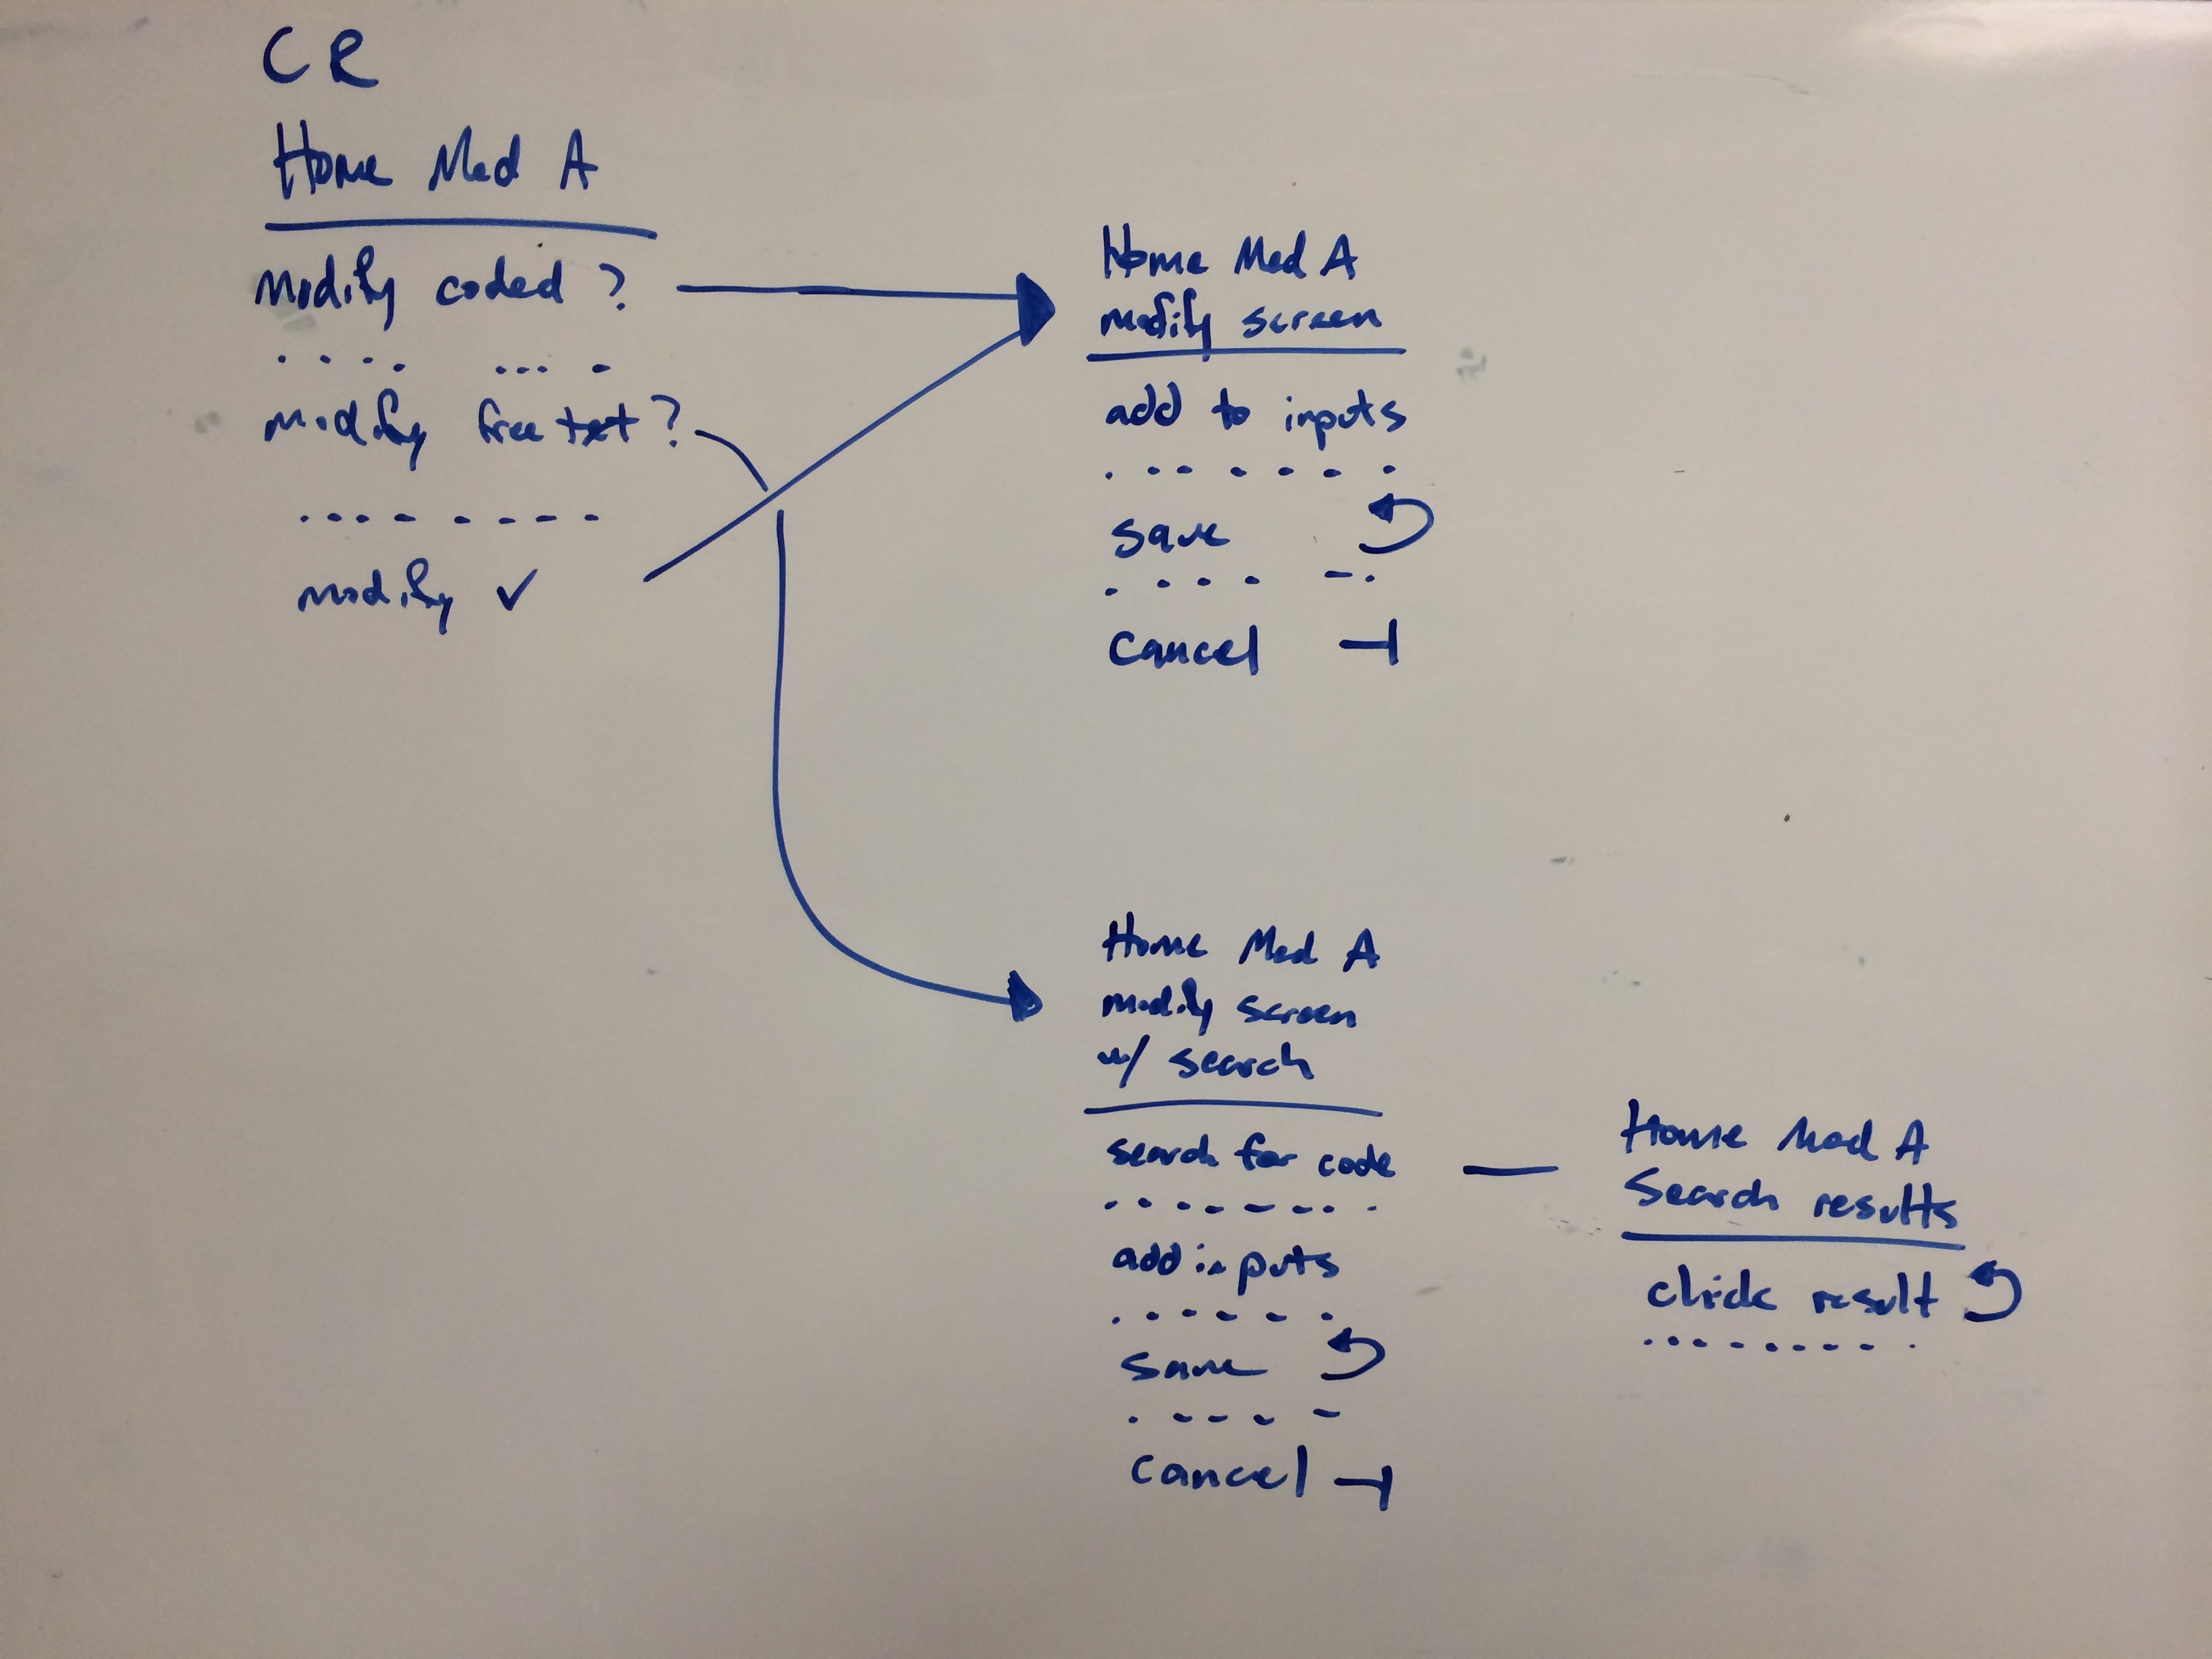 CR
Home Med A
Modify coded ?
modify free txt ?
modify ✓
Home Med A
modify screen
add to inputs
save
cancel
Home Med A
modify screen
w/ search
search for code
add inputs
save
cancel
Home Med A
Search results
click result